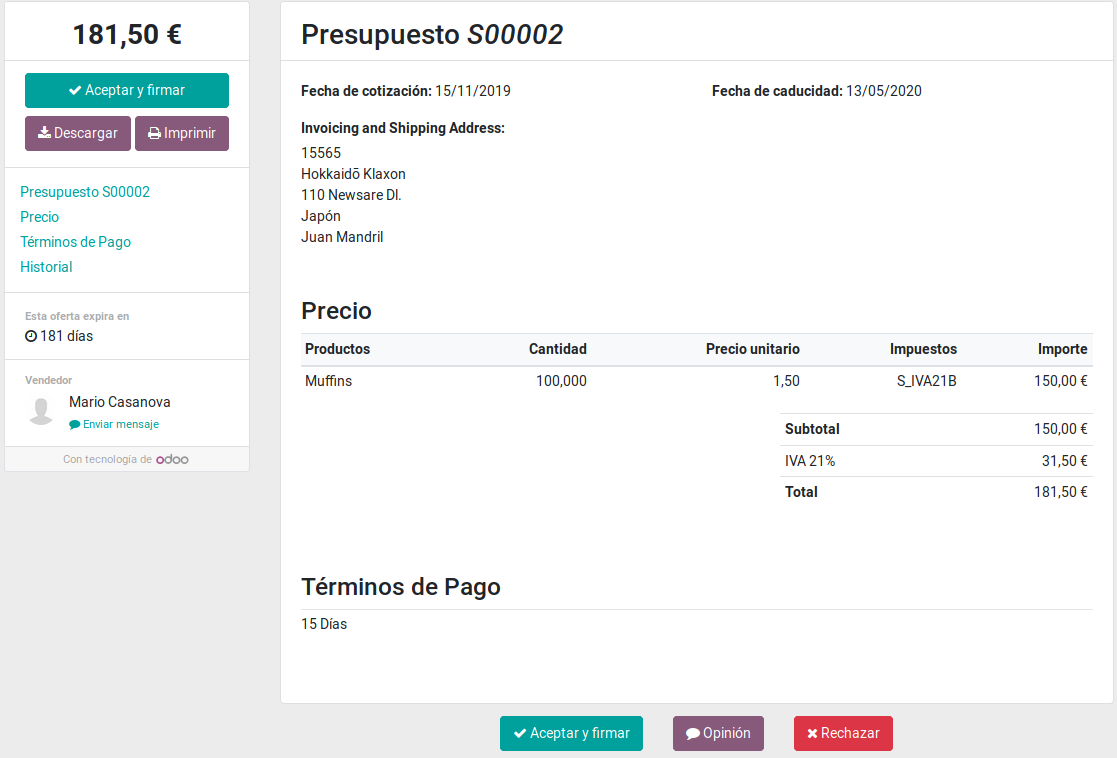 181,50 €
Aceptar y firmar
Descargar
Imprimir
Presupuesto S00002
Precio
Términos de Pago
Historial
Esta oferta expira en
181 días
Vendedor
Mario Casanova
Enviar mensaje
Con tecnología de odoo
Presupuesto S00002
Fecha de cotización: 15/11/2019
Fecha de caducidad: 13/05/2020
Invoicing and Shipping Address:
15565
Hokkaidō Klaxon
110 Newsare Dl.
Japón
Juan Mandril
Precio
Productos Cantidad Precio unitario Impuestos Importe
Muffins 100,000 1,50 S_IVA21B 150,00 €
Subtotal 150,00 €
IVA 21% 31,50 €
Total 181,50 €
Términos de Pago
15 Días
Aceptar y firmar
Opinión
Rechazar